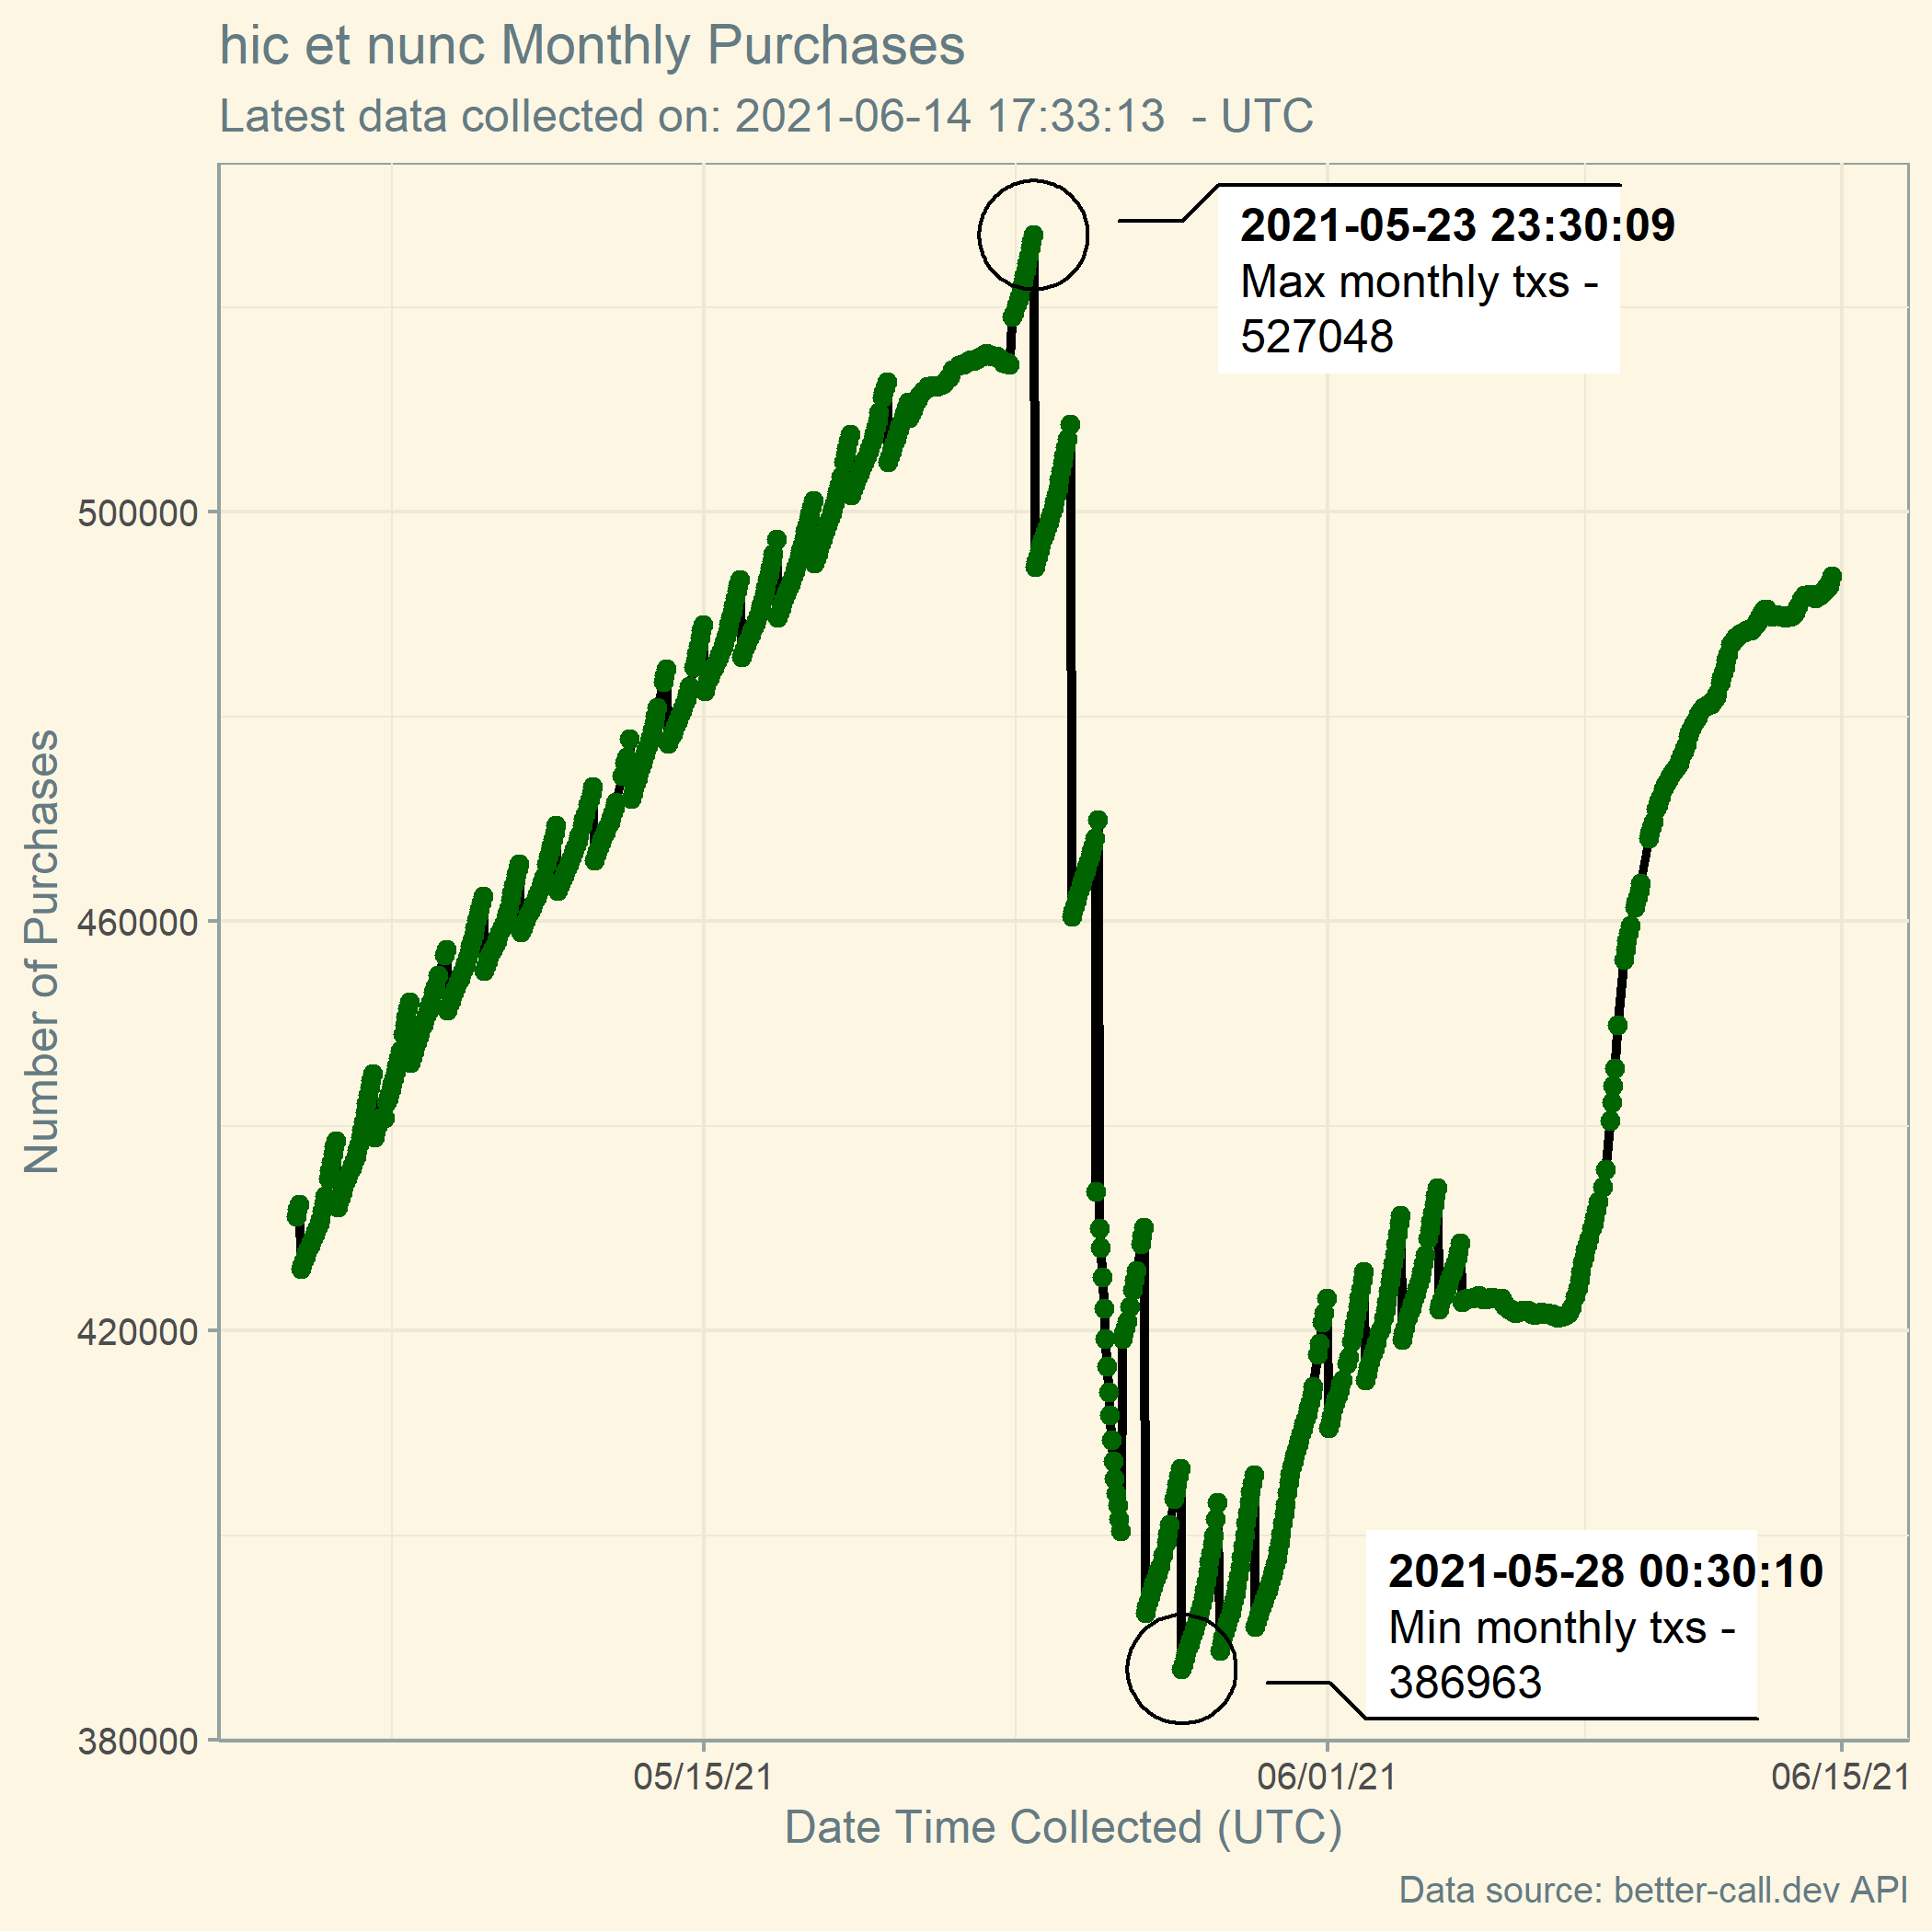 hic et nunc Monthly Purchases
Latest data collected on: 2021-06-14 17:33:13  - UTC
2021-05-23 23:30:09
Max monthly txs -
527048
500000
460000
420000
380000
Number of Purchases
2021-05-28 00:30:10
Min monthly txs -
386963
05/15/21
06/01/21
06/15/21
Date Time Collected (UTC)
Data source: better-call.dev API